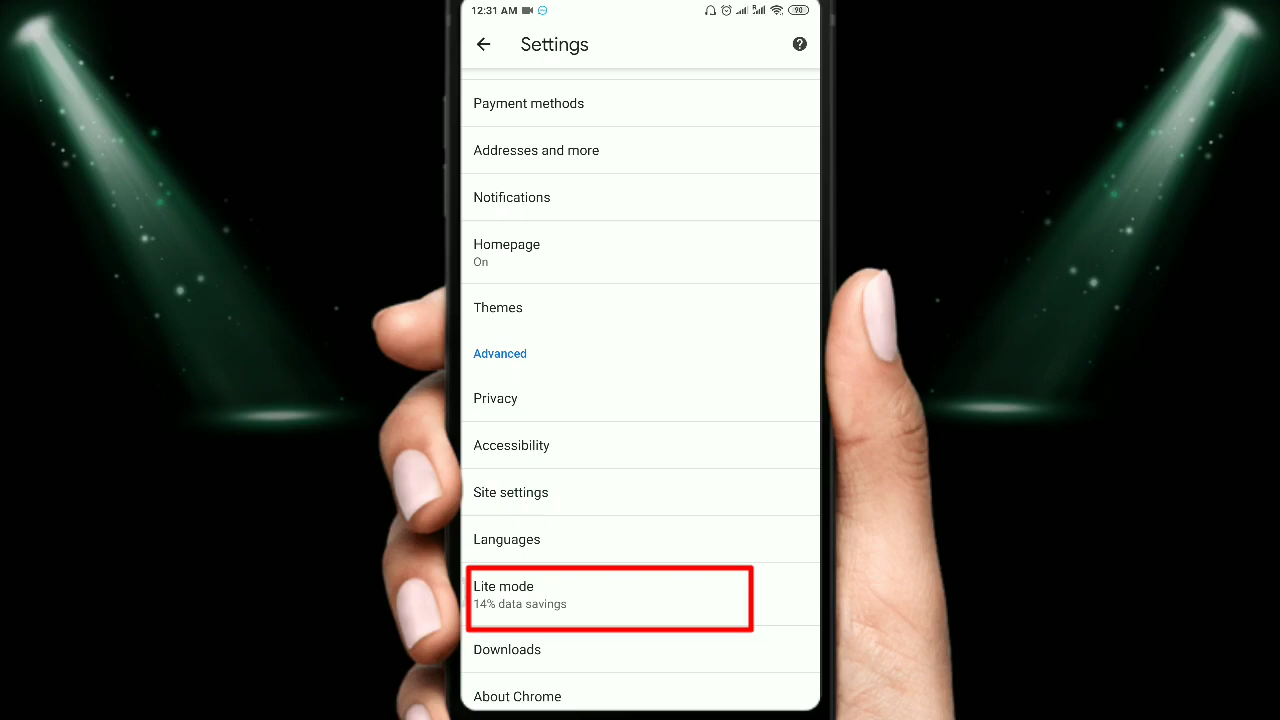 12:31 AM 90
Settings
Payment methods
Addresses and more
Notifications
Homepage
On
Themes
Advanced
Privacy
Accessibility
Site settings
Languages
Lite mode
14% data savings
Downloads
About Chrome